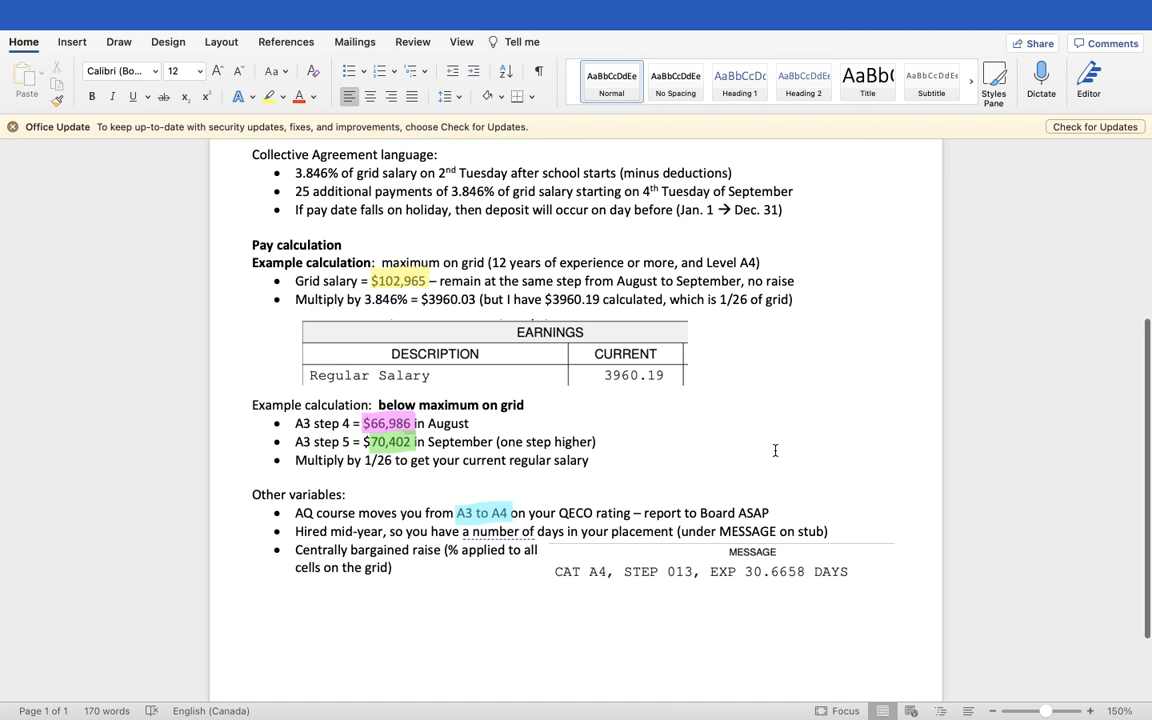 Home Insert Draw Design Layout References Mailings Review View Tell me Share Comments
Paste Calibri (Bo... 12 Aa AaBbCcDdEe Normal AaBbCcDdEe No Spacing AaBbCcDc Heading 1 AaBbCcDdEe Heading 2 AaBb( Title AaBbCcDdEe Subtitle Styles Pane Dictate Editor
B I U ab x₂ x² A A
Office Update To keep up-to-date with security updates, fixes, and improvements, choose Check for Updates. Check for Updates
Collective Agreement language:
• 3.846% of grid salary on 2nd Tuesday after school starts (minus deductions)
• 25 additional payments of 3.846% of grid salary starting on 4th Tuesday of September
• If pay date falls on holiday, then deposit will occur on day before (Jan. 1 → Dec. 31)
Pay calculation
Example calculation: maximum on grid (12 years of experience or more, and Level A4)
• Grid salary = $102,965 – remain at the same step from August to September, no raise
• Multiply by 3.846% = $3960.03 (but I have $3960.19 calculated, which is 1/26 of grid)
EARNINGS
DESCRIPTION CURRENT
Regular Salary 3960.19
Example calculation: below maximum on grid
• A3 step 4 = $66,986 in August
• A3 step 5 = $70,402 in September (one step higher)
• Multiply by 1/26 to get your current regular salary
Other variables:
• AQ course moves you from A3 to A4 on your QECO rating – report to Board ASAP
• Hired mid-year, so you have a number of days in your placement (under MESSAGE on stub)
• Centrally bargained raise (% applied to all
cells on the grid)
MESSAGE
CAT A4, STEP 013, EXP 30.6658 DAYS
Page 1 of 1 170 words English (Canada) Focus 150%